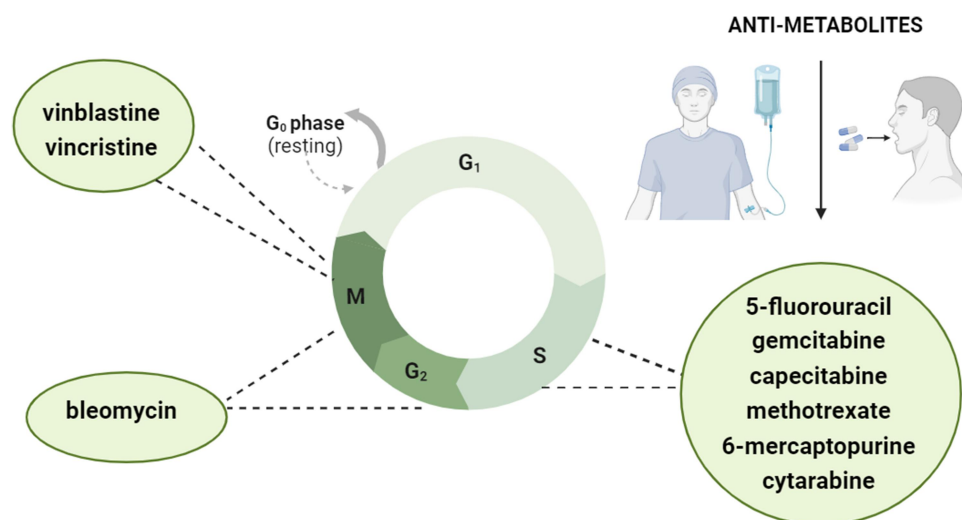 ANTI-METABOLITES
vinblastine
vincristine
G₀ phase
(resting)
G₁
M
G₂
S
bleomycin
5-fluorouracil
gemcitabine
capecitabine
methotrexate
6-mercaptopurine
cytarabine